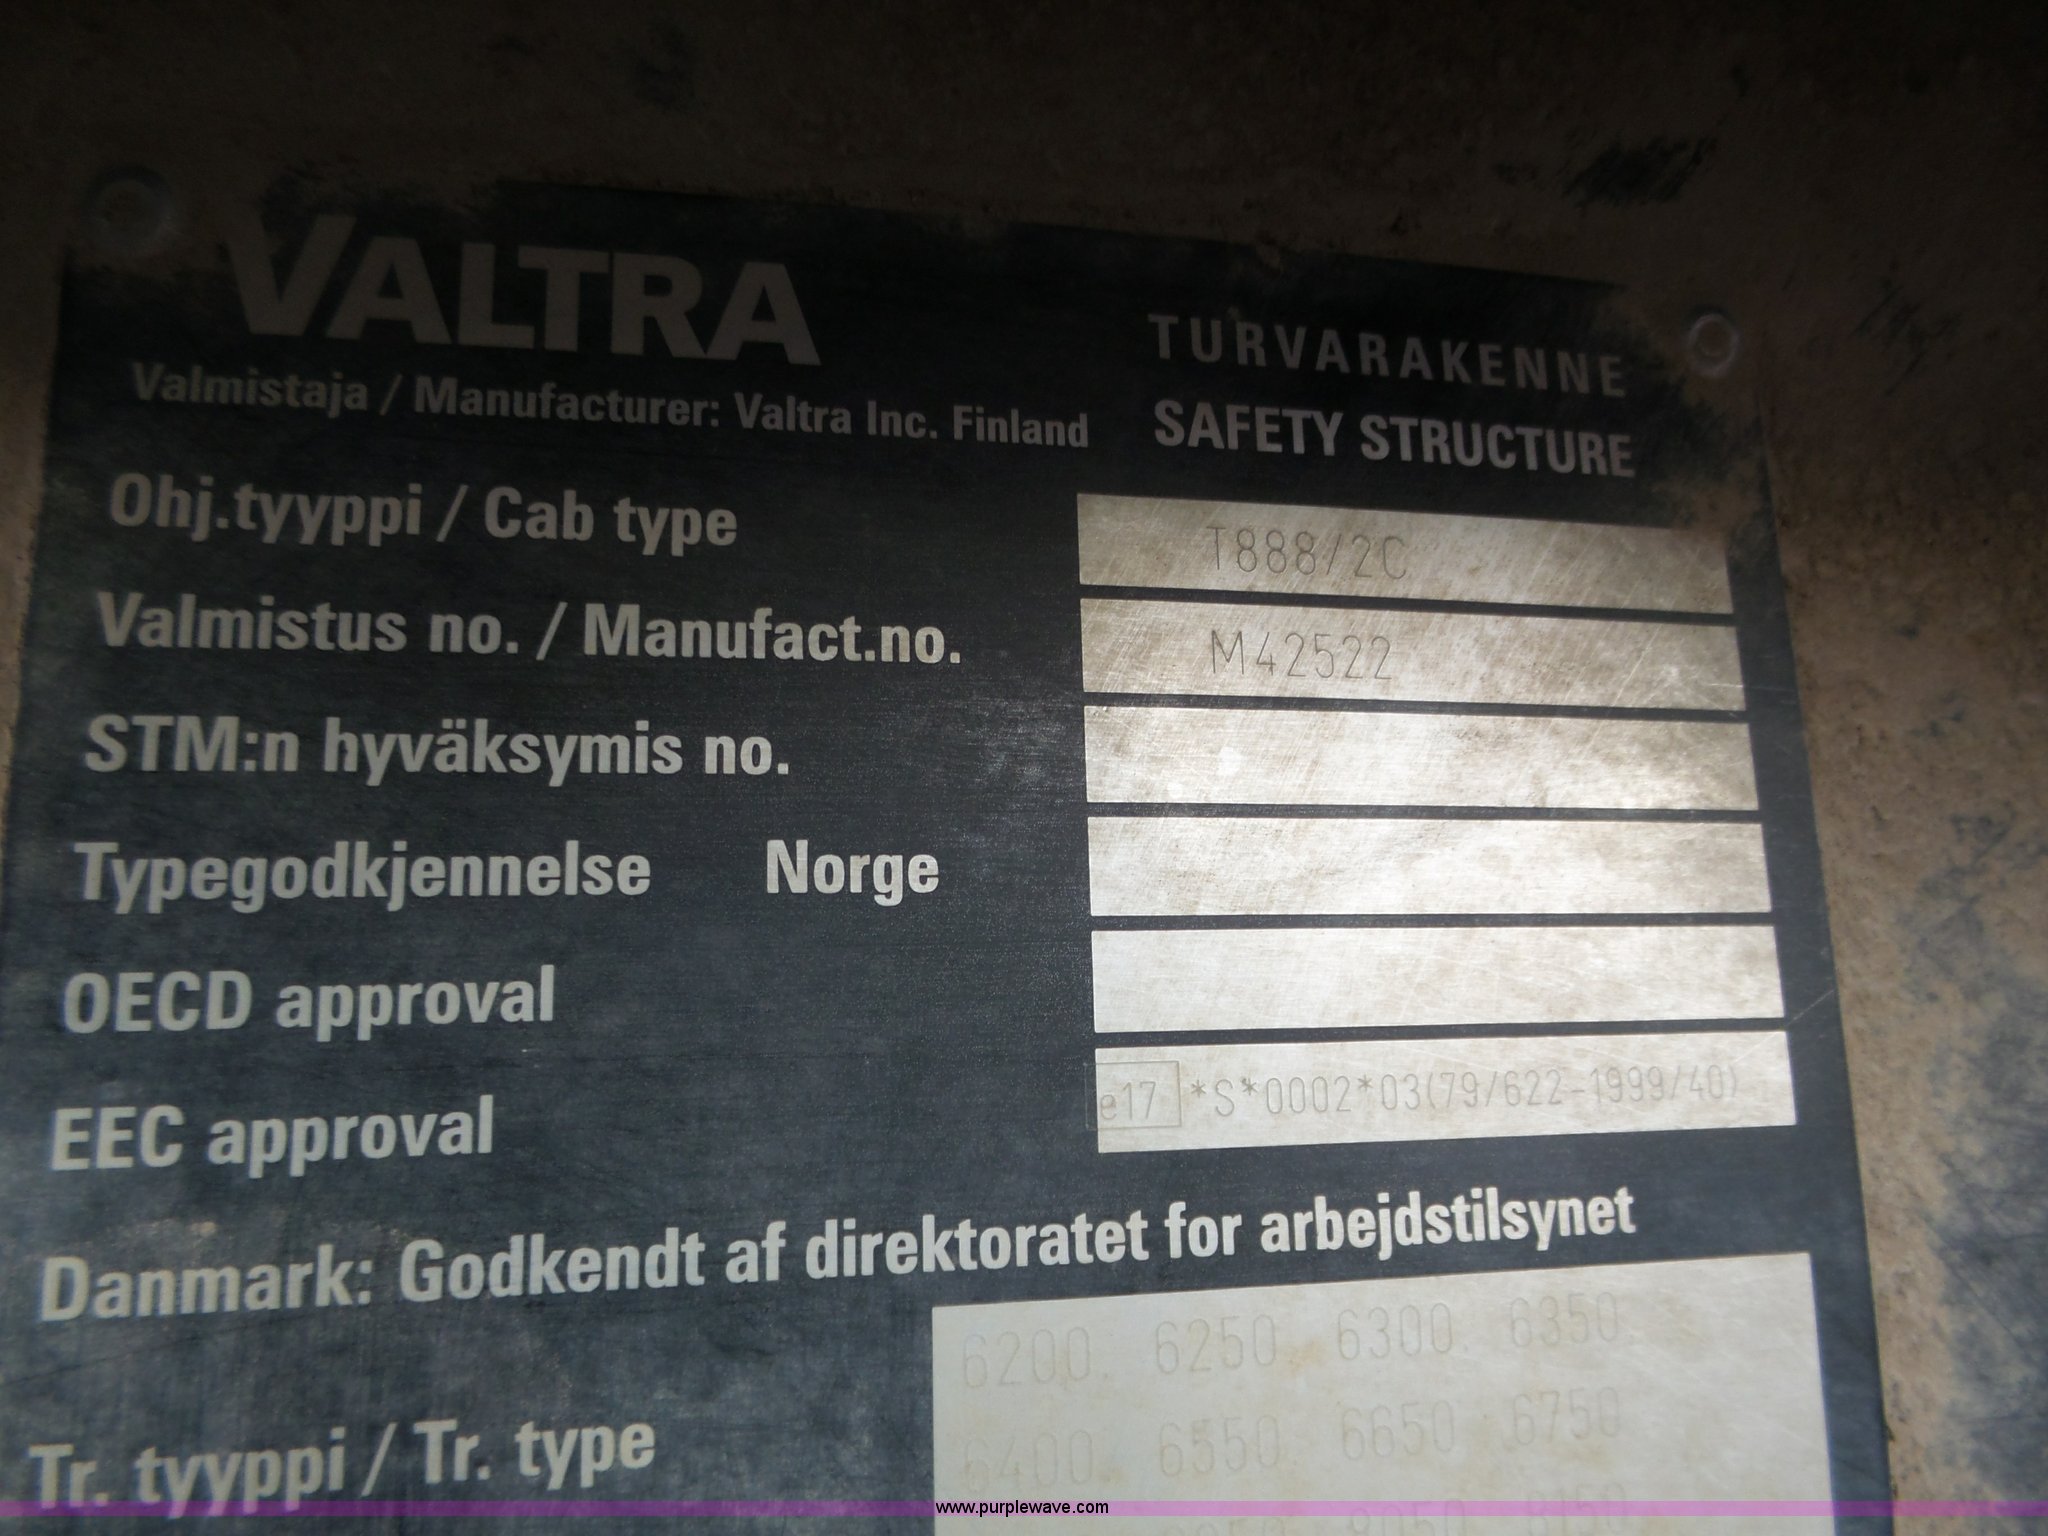 VALTRA
TURVARAKENNE
Valmistaja / Manufacturer: Valtra Inc. Finland
SAFETY STRUCTURE
Ohj.tyyppi / Cab type T888/2C
Valmistus no. / Manufact.no. M42522
STM:n hyväksymis no.
Typegodkjennelse Norge
OECD approval
EEC approval e17 *S*0002*03(79/622-1999/40)
Danmark: Godkendt af direktoratet for arbejdstilsynet
6200. 6250 6300. 6350
Tr. tyyppi / Tr. type 6400. 6550 6650 6750
8050 8150
www.purplewave.com